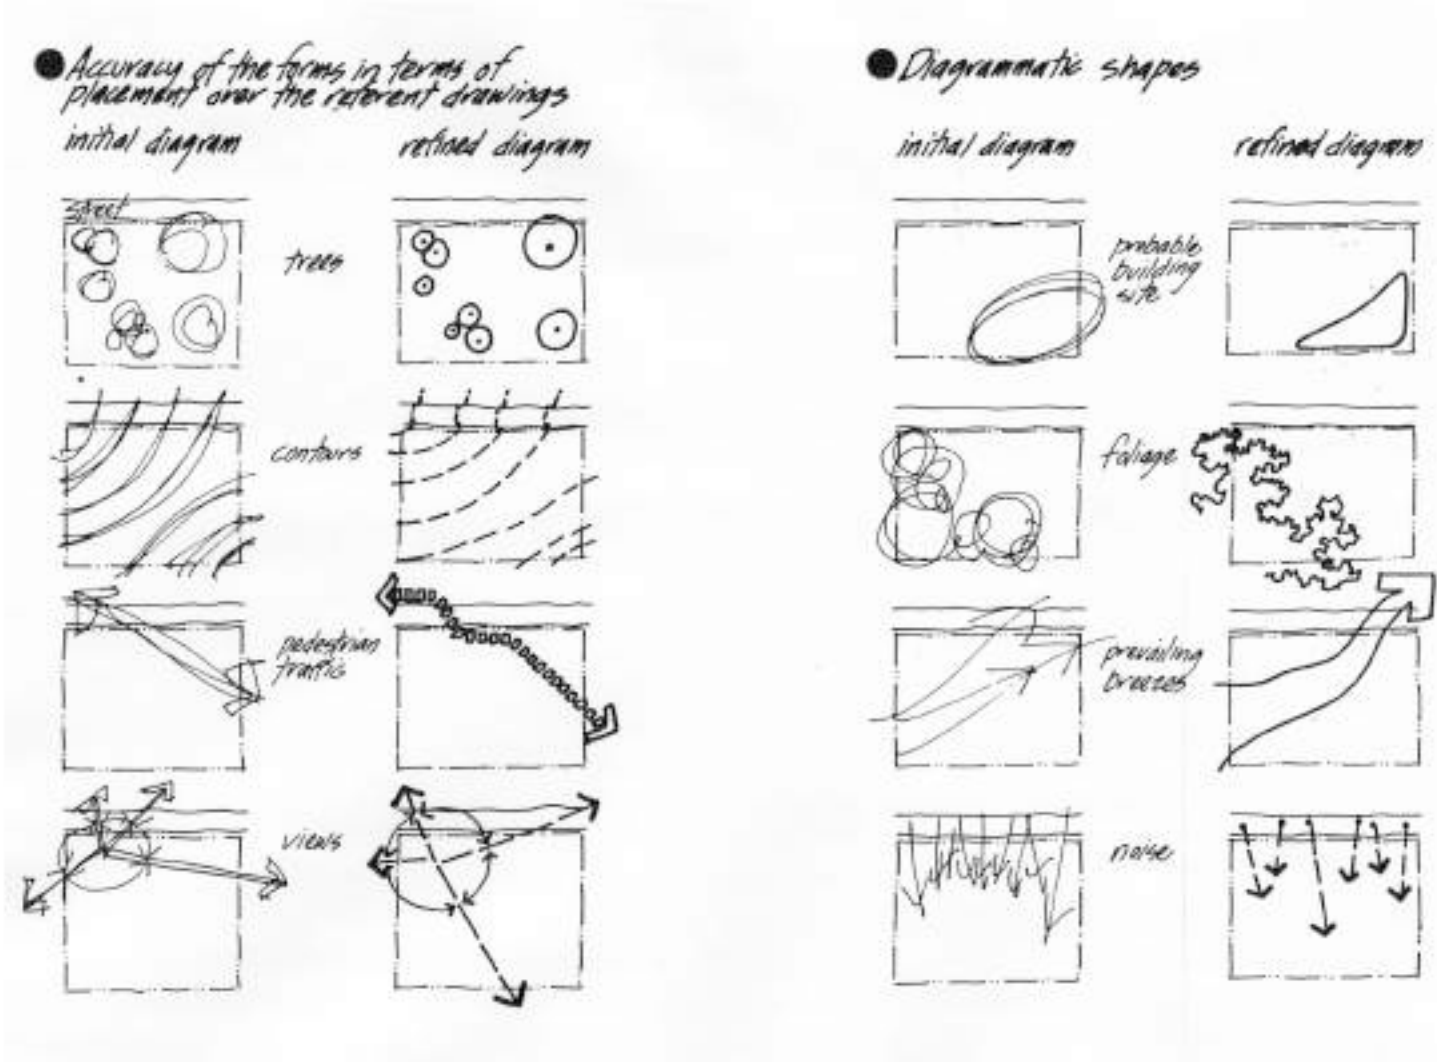 Accuracy of the forms in terms of
placement over the referent drawings
initial diagram
refined diagram
street
trees
contours
pedestrian
traffic
views
Diagrammatic shapes
initial diagram
refined diagram
probable
building
site
foliage
prevailing
breezes
noise